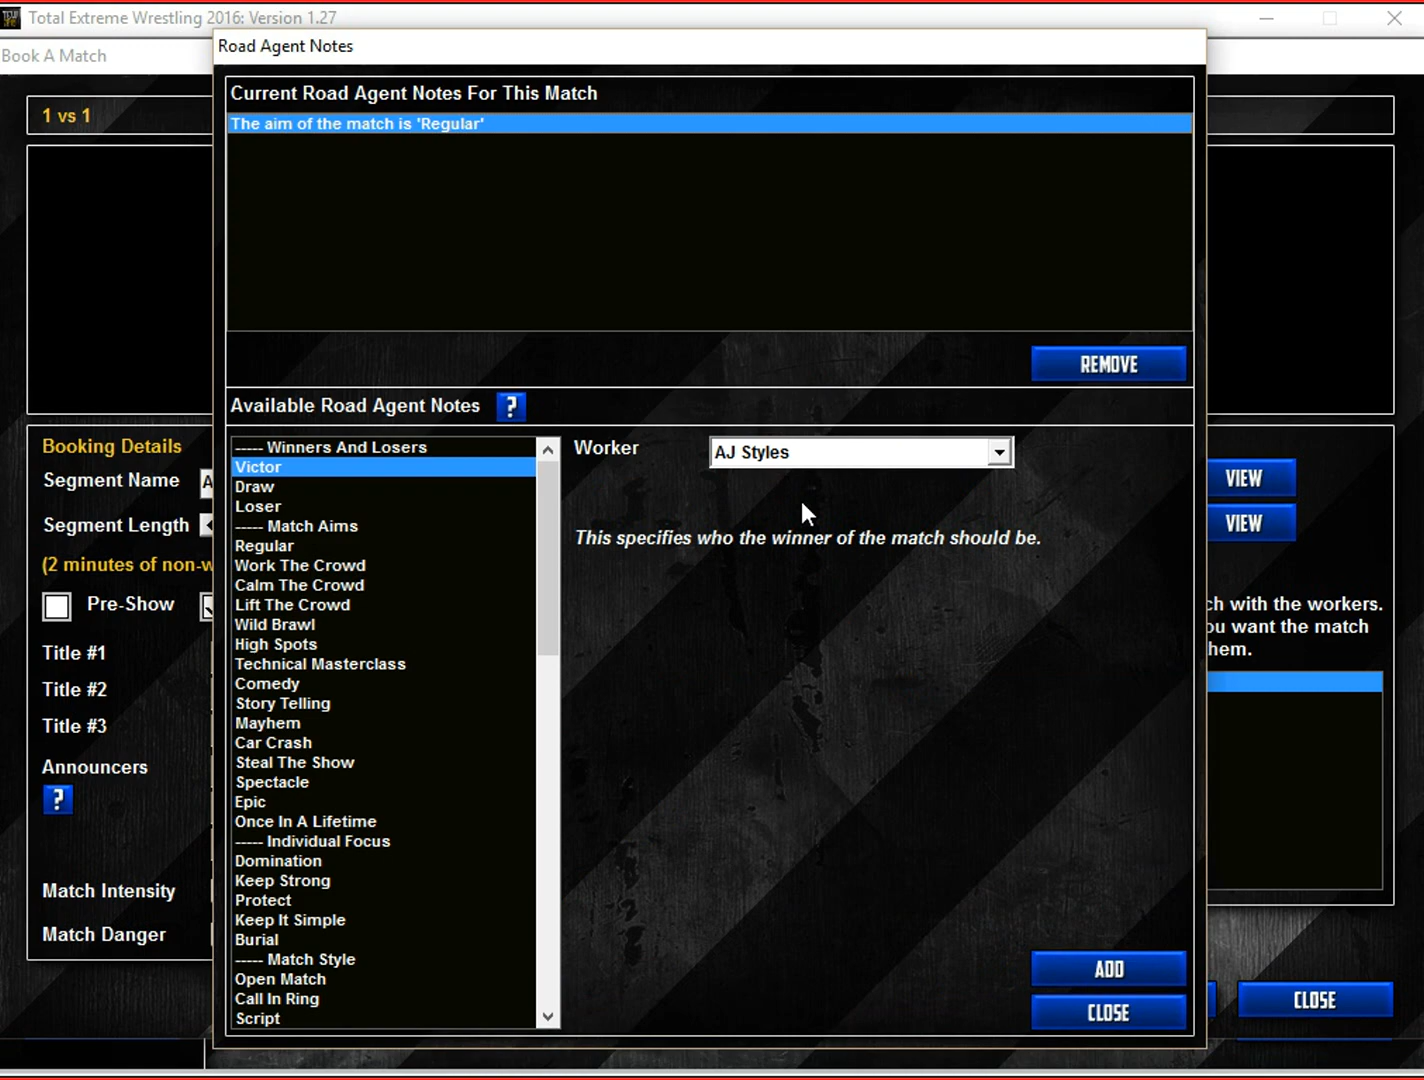 Total Extreme Wrestling 2016: Version 1.27
Book A Match
Road Agent Notes
1 vs 1
Current Road Agent Notes For This Match
The aim of the match is 'Regular'
REMOVE
Available Road Agent Notes ?
----- Winners And Losers
Victor
Draw
Loser
----- Match Aims
Regular
Work The Crowd
Calm The Crowd
Lift The Crowd
Wild Brawl
High Spots
Technical Masterclass
Comedy
Story Telling
Mayhem
Car Crash
Steal The Show
Spectacle
Epic
Once In A Lifetime
----- Individual Focus
Domination
Keep Strong
Protect
Keep It Simple
Burial
----- Match Style
Open Match
Call In Ring
Script
Worker AJ Styles
This specifies who the winner of the match should be.
ADD
CLOSE
Booking Details
Segment Name A
Segment Length
(2 minutes of non-w
Pre-Show
Title #1
Title #2
Title #3
Announcers
?
Match Intensity
Match Danger
VIEW
VIEW
ch with the workers.
ou want the match
hem.
CLOSE